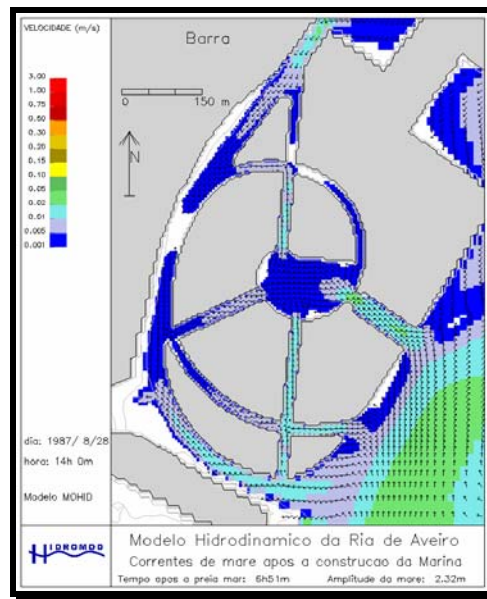 VELOCIDADE (m/s)
Barra
3.00
1.00
0.75
0.50
0.30
0.20
0.15
0.10
0.05
0.02
0.01
0.005
0.001
0 150 m
N
dia: 1987/ 8/28
hora: 14h 0m
Modelo MOHID
HIDROMOD
Modelo Hidrodinamico da Ria de Aveiro
Correntes de mare apos a construcao da Marina
Tempo apos a preia mar: 6h51m Amplitude da mare: 2.32m